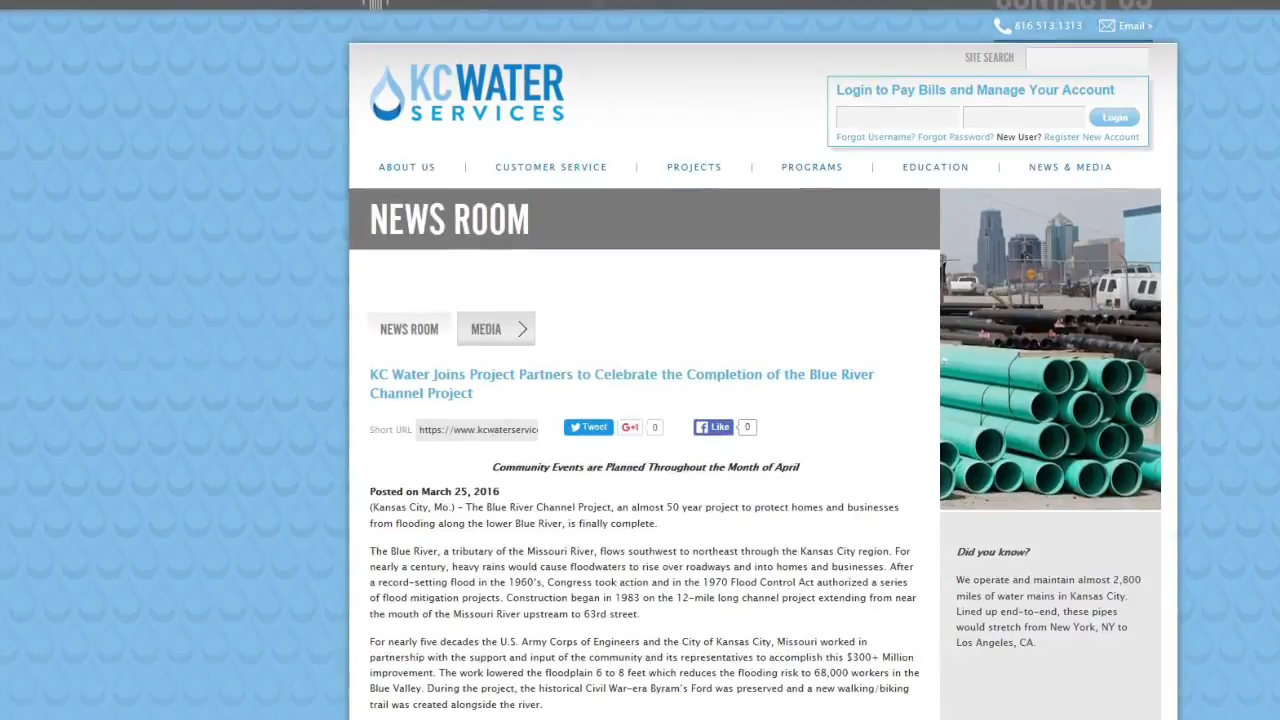 CONTACT US
816.513.1313 Email »
SITE SEARCH
KCWATER
SERVICES
Login to Pay Bills and Manage Your Account
Login
Forgot Username? Forgot Password? New User? Register New Account
ABOUT US | CUSTOMER SERVICE | PROJECTS | PROGRAMS | EDUCATION | NEWS & MEDIA
NEWS ROOM
NEWS ROOM MEDIA
KC Water Joins Project Partners to Celebrate the Completion of the Blue River
Channel Project
Short URL https://www.kcwaterservic Tweet G+1 0 Like 0
Community Events are Planned Throughout the Month of April
Posted on March 25, 2016
(Kansas City, Mo.) – The Blue River Channel Project, an almost 50 year project to protect homes and businesses
from flooding along the lower Blue River, is finally complete.
The Blue River, a tributary of the Missouri River, flows southwest to northeast through the Kansas City region. For
nearly a century, heavy rains would cause floodwaters to rise over roadways and into homes and businesses. After
a record-setting flood in the 1960's, Congress took action and in the 1970 Flood Control Act authorized a series
of flood mitigation projects. Construction began in 1983 on the 12-mile long channel project extending from near
the mouth of the Missouri River upstream to 63rd street.
For nearly five decades the U.S. Army Corps of Engineers and the City of Kansas City, Missouri worked in
partnership with the support and input of the community and its representatives to accomplish this $300+ Million
improvement. The work lowered the floodplain 6 to 8 feet which reduces the flooding risk to 68,000 workers in the
Blue Valley. During the project, the historical Civil War-era Byram's Ford was preserved and a new walking/biking
trail was created alongside the river.
Did you know?
We operate and maintain almost 2,800
miles of water mains in Kansas City.
Lined up end-to-end, these pipes
would stretch from New York, NY to
Los Angeles, CA.